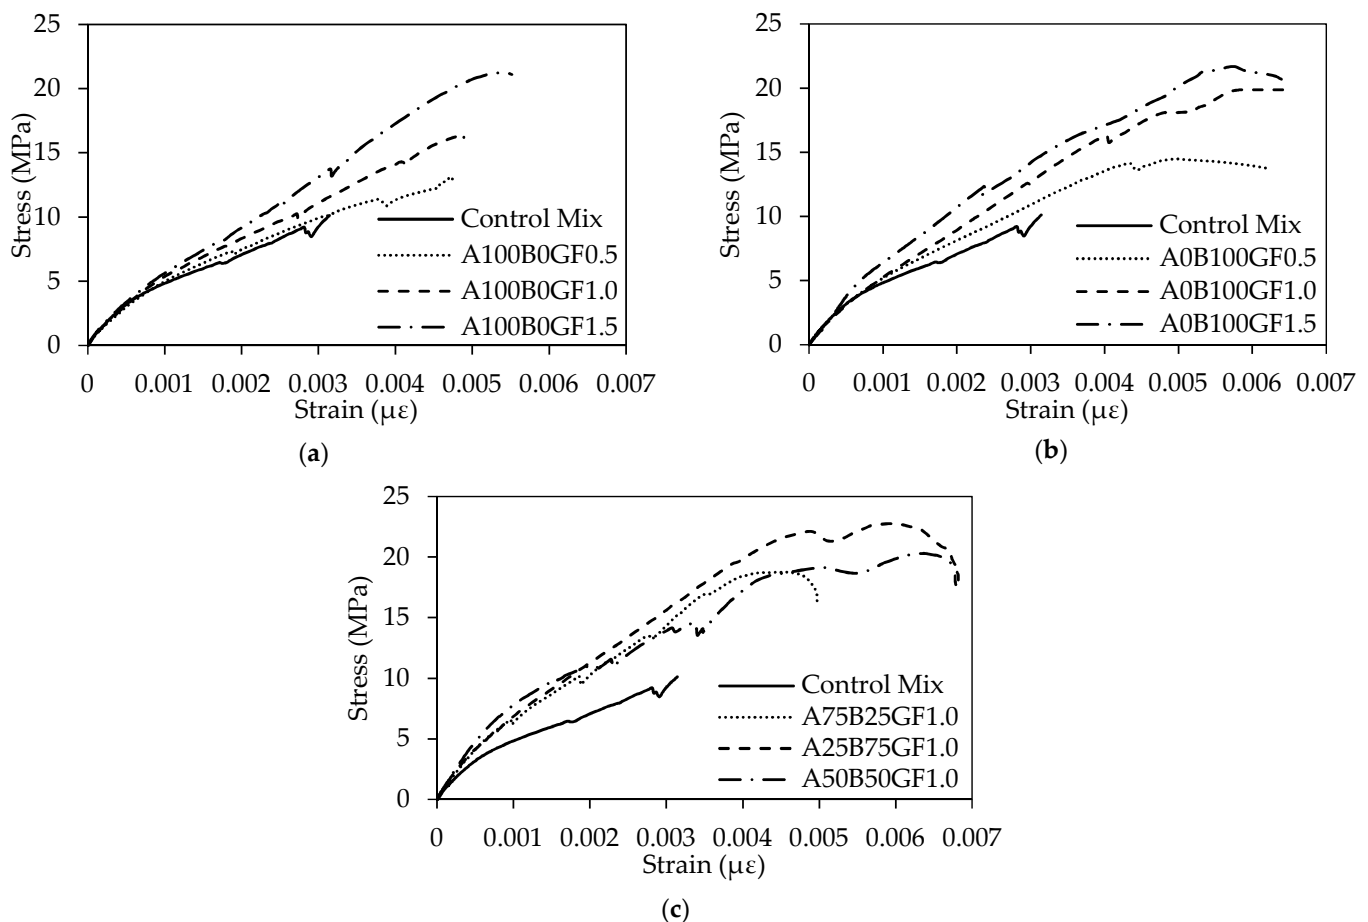 25
20
15
10
5
0
Stress (MPa)
Control Mix
A100B0GF0.5
A100B0GF1.0
A100B0GF1.5
0 0.001 0.002 0.003 0.004 0.005 0.006 0.007
Strain (με)
(a)
25
20
15
10
5
0
Stress (MPa)
Control Mix
A0B100GF0.5
A0B100GF1.0
A0B100GF1.5
0 0.001 0.002 0.003 0.004 0.005 0.006 0.007
Strain (με)
(b)
25
20
15
10
5
0
Stress (MPa)
Control Mix
A75B25GF1.0
A25B75GF1.0
A50B50GF1.0
0 0.001 0.002 0.003 0.004 0.005 0.006 0.007
Strain (με)
(c)